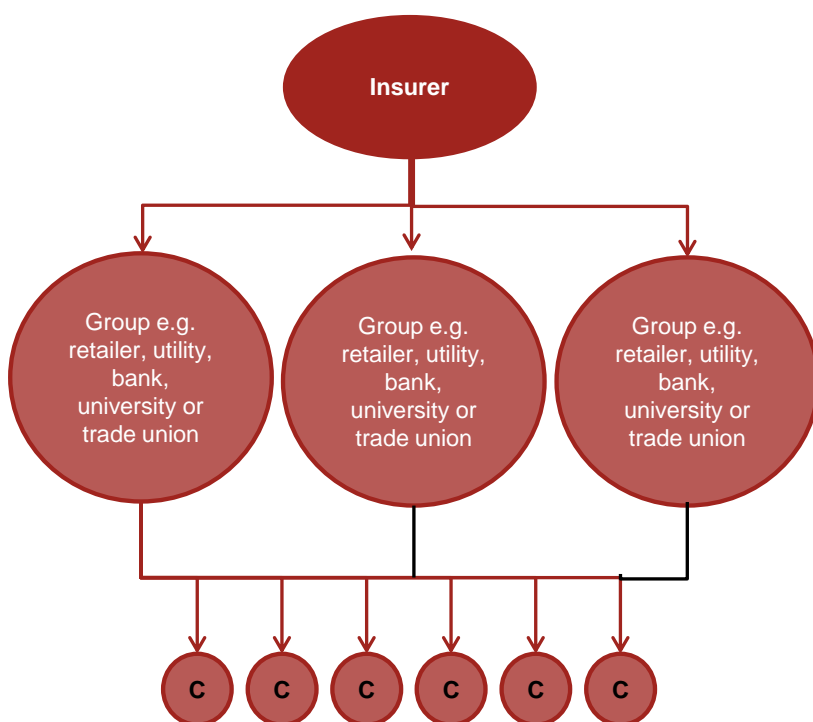 Insurer
Group e.g.
retailer, utility,
bank,
university or
trade union
Group e.g.
retailer, utility,
bank,
university or
trade union
Group e.g.
retailer, utility,
bank,
university or
trade union
C
C
C
C
C
C